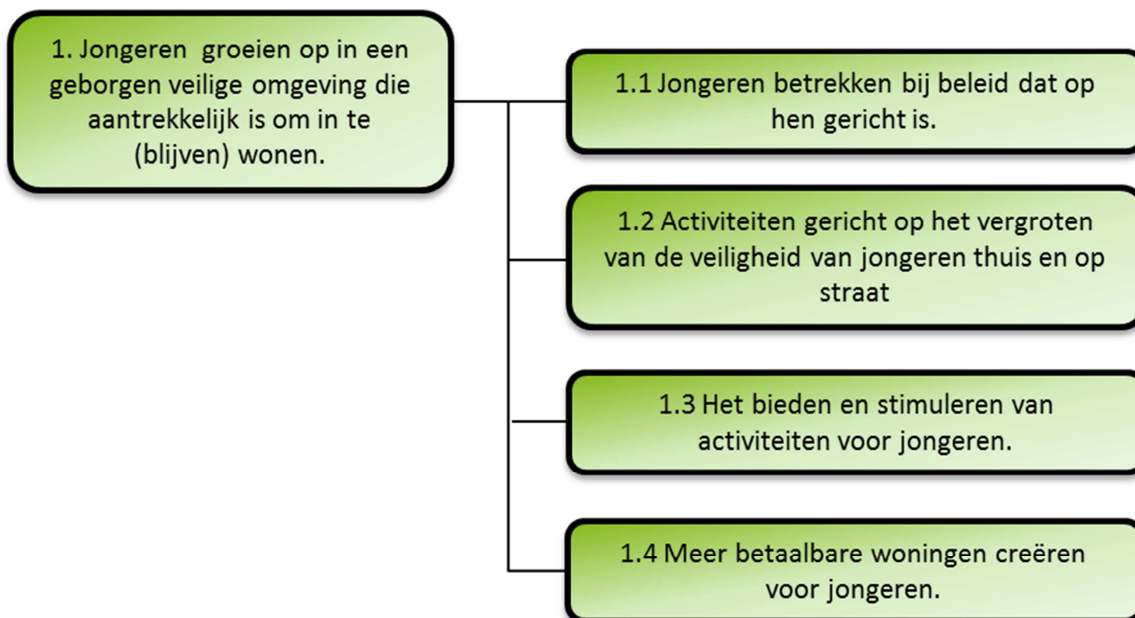 1. Jongeren groeien op in een
geborgen veilige omgeving die
aantrekkelijk is om in te
(blijven) wonen.
1.1 Jongeren betrekken bij beleid dat op
hen gericht is.
1.2 Activiteiten gericht op het vergroten
van de veiligheid van jongeren thuis en op
straat
1.3 Het bieden en stimuleren van
activiteiten voor jongeren.
1.4 Meer betaalbare woningen creëren
voor jongeren.